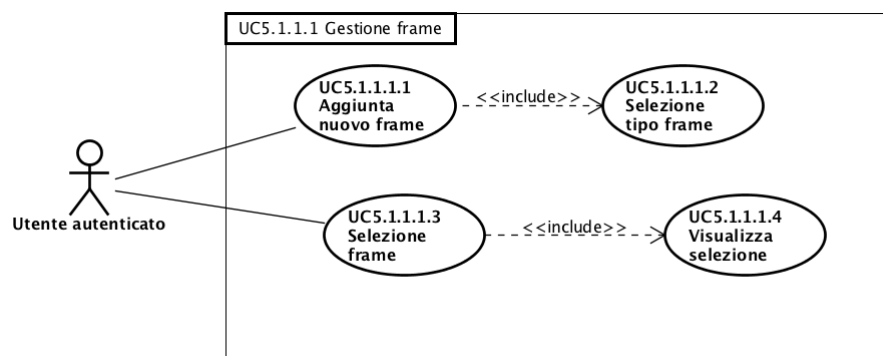 UC5.1.1.1 Gestione frame
UC5.1.1.1.1
Aggiunta
nuovo frame
<<include>>
UC5.1.1.1.2
Selezione
tipo frame
Utente autenticato
UC5.1.1.1.3
Selezione
frame
<<include>>
UC5.1.1.1.4
Visualizza
selezione